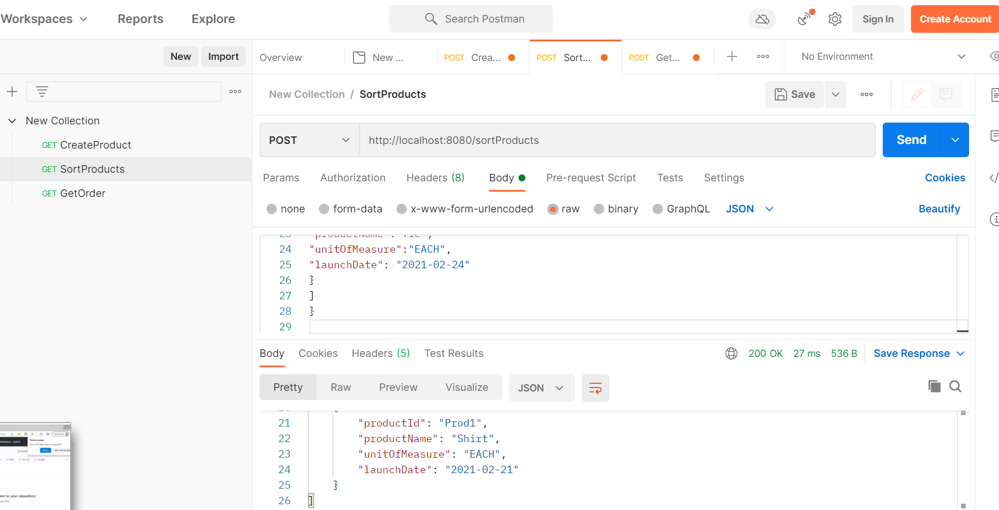 Workspaces Reports Explore Search Postman Sign In Create Account
New Import Overview New ... POST Crea... POST Sort... POST Get... No Environment
New Collection / SortProducts Save
New Collection
GET CreateProduct
GET SortProducts
GET GetOrder
POST http://localhost:8080/sortProducts Send
Params Authorization Headers (8) Body Pre-request Script Tests Settings Cookies
none form-data x-www-form-urlencoded raw binary GraphQL JSON Beautify
24 "unitOfMeasure":"EACH",
25 "launchDate": "2021-02-24"
26 }
27 ]
28 }
29
Body Cookies Headers (5) Test Results 200 OK 27 ms 536 B Save Response
Pretty Raw Preview Visualize JSON
21 "productId": "Prod1",
22 "productName": "Shirt",
23 "unitOfMeasure": "EACH",
24 "launchDate": "2021-02-21"
25 }
26 ]
em to your repository